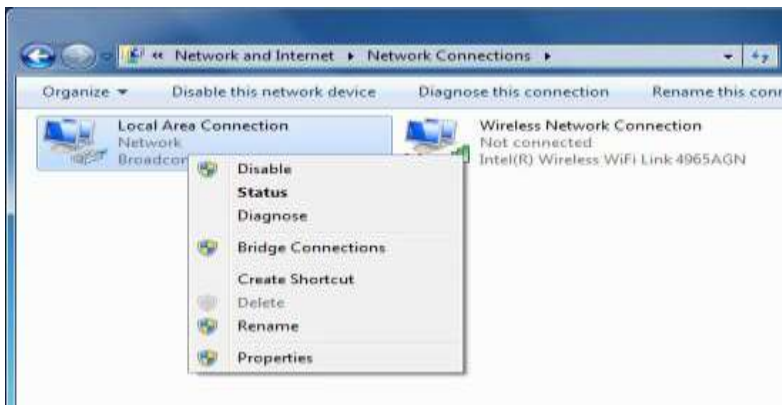 « Network and Internet ▸ Network Connections ▸
Organize ▼ Disable this network device Diagnose this connection Rename this conn
Local Area Connection
Network
Broadcon
Wireless Network Connection
Not connected
Intel(R) Wireless WiFi Link 4965AGN
Disable
Status
Diagnose
Bridge Connections
Create Shortcut
Delete
Rename
Properties